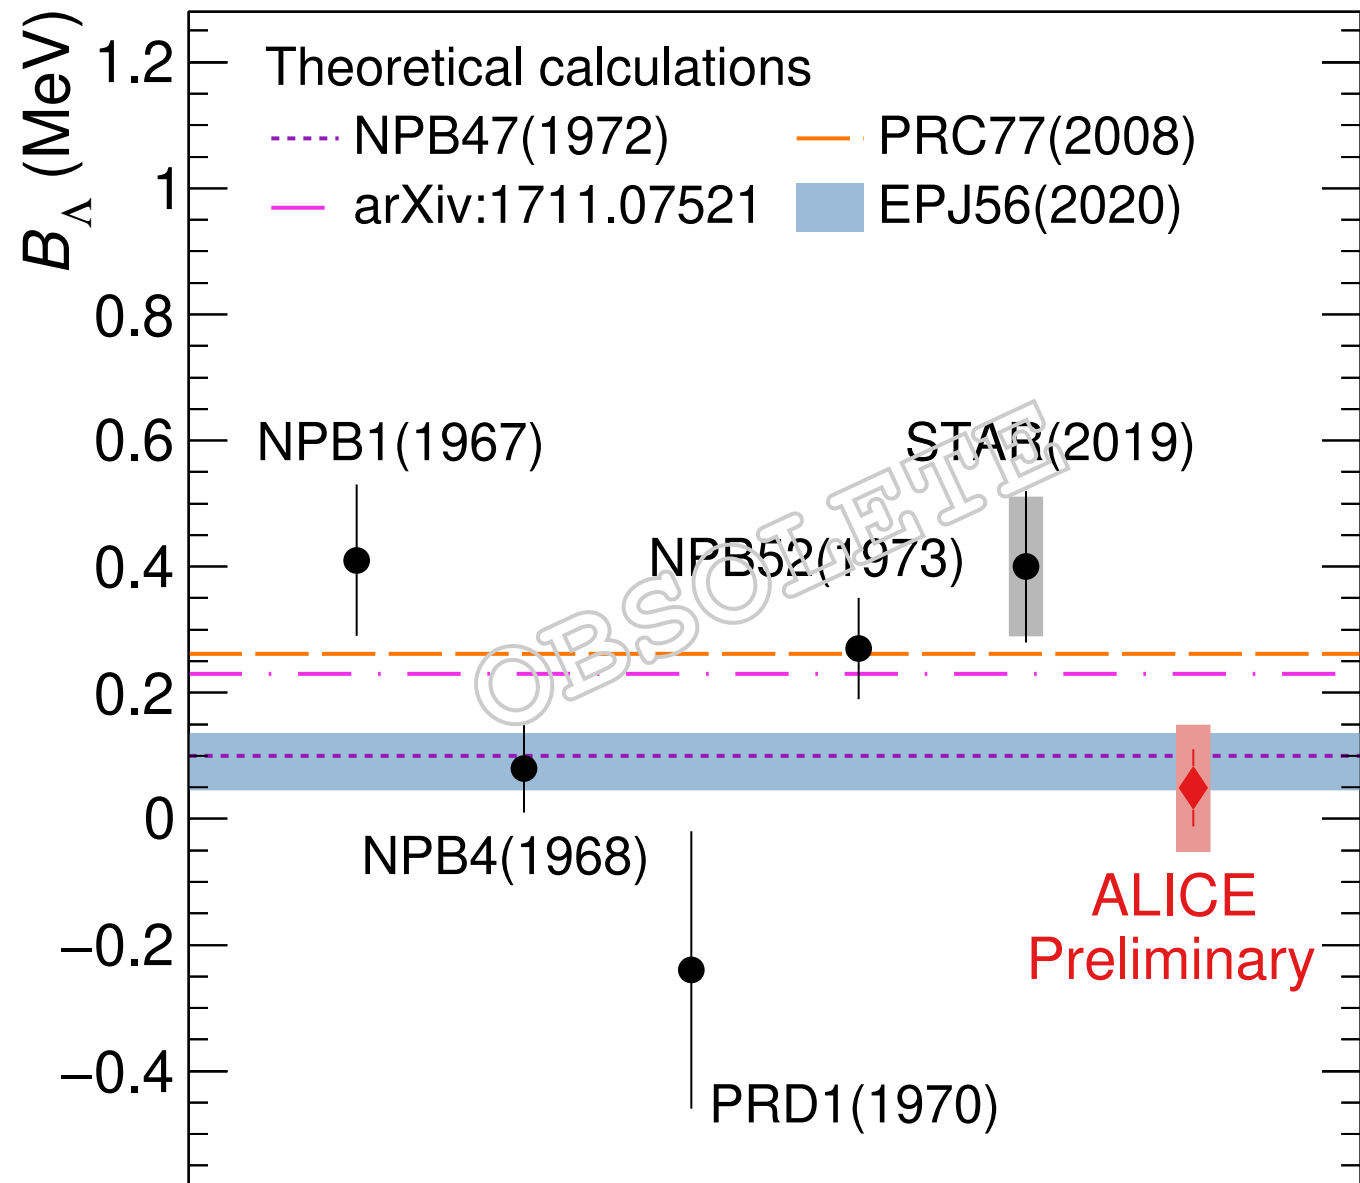 B_Λ (MeV)
1.2
1
0.8
0.6
0.4
0.2
0
−0.2
−0.4
Theoretical calculations
NPB47(1972)
PRC77(2008)
arXiv:1711.07521
EPJ56(2020)
NPB1(1967)
STAR(2019)
NPB52(1973)
OBSOLETE
NPB4(1968)
ALICE
Preliminary
PRD1(1970)